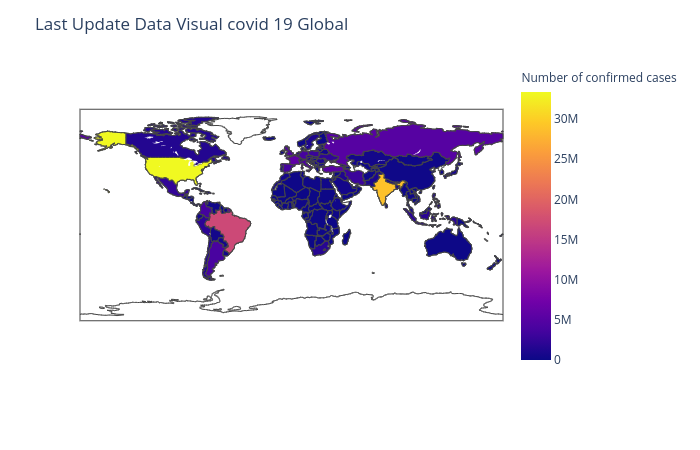 Last Update Data Visual covid 19 Global
Number of confirmed cases
30M
25M
20M
15M
10M
5M
0